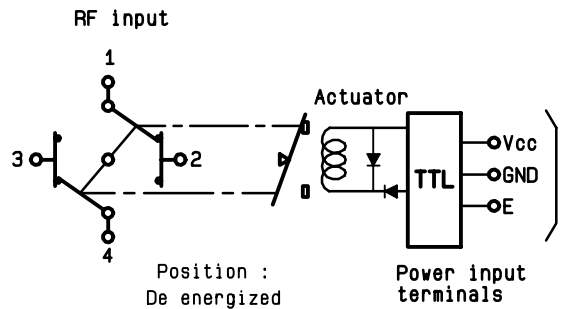 RF input
1
Actuator
3
2
TTL
Vcc
GND
E
4
Position :
De energized
Power input
terminals